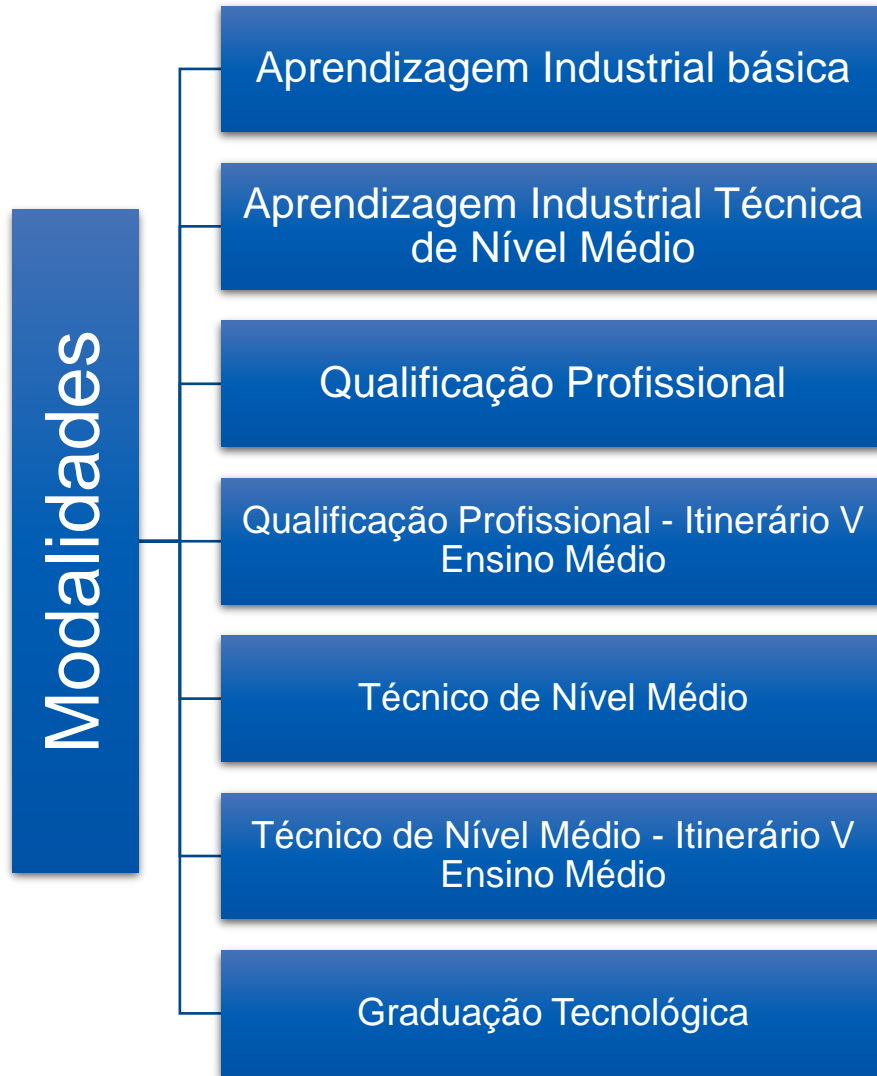 Modalidades
Aprendizagem Industrial básica
Aprendizagem Industrial Técnica
de Nível Médio
Qualificação Profissional
Qualificação Profissional - Itinerário V
Ensino Médio
Técnico de Nível Médio
Técnico de Nível Médio - Itinerário V
Ensino Médio
Graduação Tecnológica